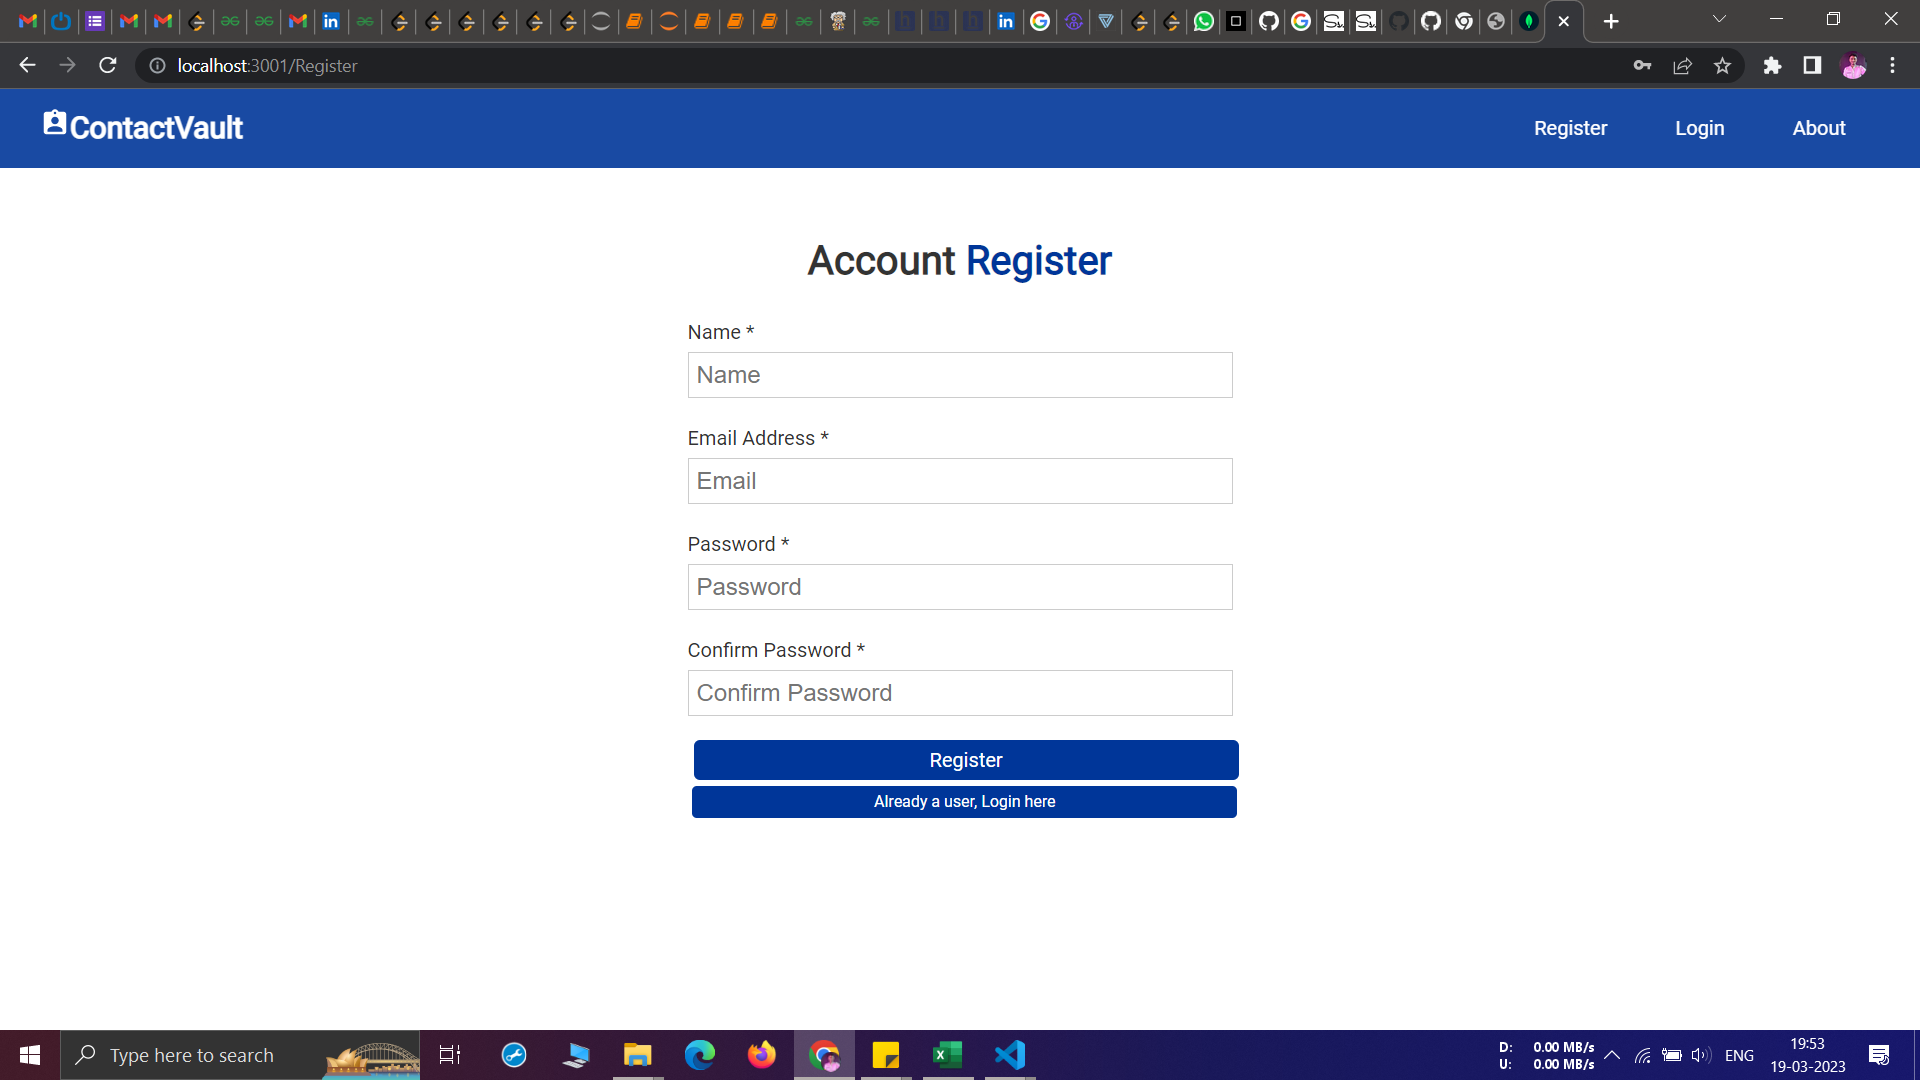 localhost:3001/Register
ContactVault
Register
Login
About
Account Register
Name *
Name
Email Address *
Email
Password *
Password
Confirm Password *
Confirm Password
Register
Already a user, Login here
Type here to search
D: 0.00 MB/s
U: 0.00 MB/s
ENG
19:53
19-03-2023